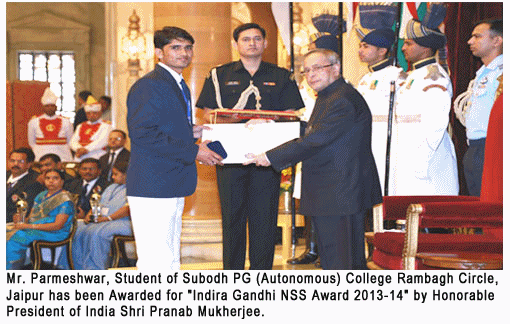 Mr. Parmeshwar, Student of Subodh PG (Autonomous) College Rambagh Circle,
Jaipur has been Awarded for "Indira Gandhi NSS Award 2013-14" by Honorable
President of India Shri Pranab Mukherjee.